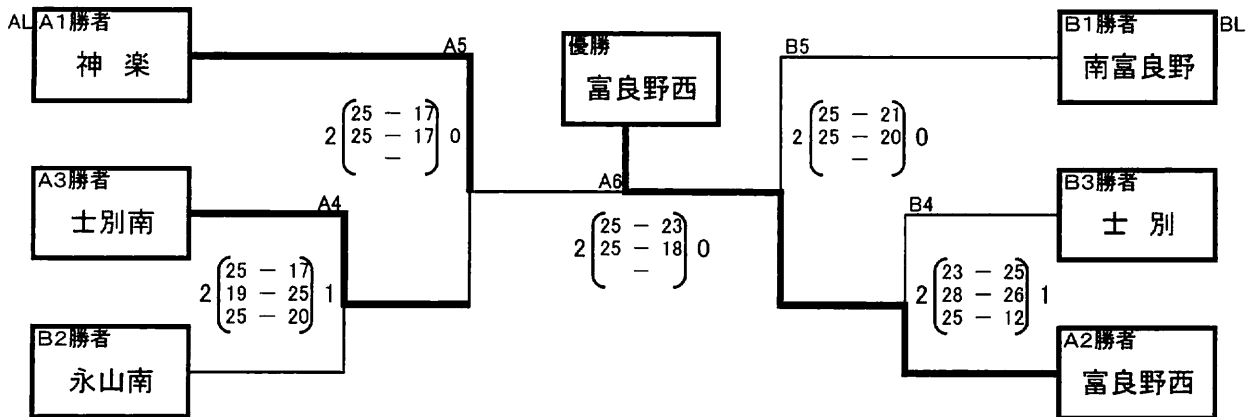 AL
A1勝者
神 楽
A5
優勝
富良野西
B5
B1勝者
南富良野
BL
2
25 － 17
25 － 17
－
0
2
25 － 21
25 － 20
－
0
A3勝者
士別南
A4
A6
B4
B3勝者
士 別
2
25 － 23
25 － 18
－
0
2
25 － 17
19 － 25
25 － 20
1
2
23 － 25
28 － 26
25 － 12
1
B2勝者
永山南
A2勝者
富良野西